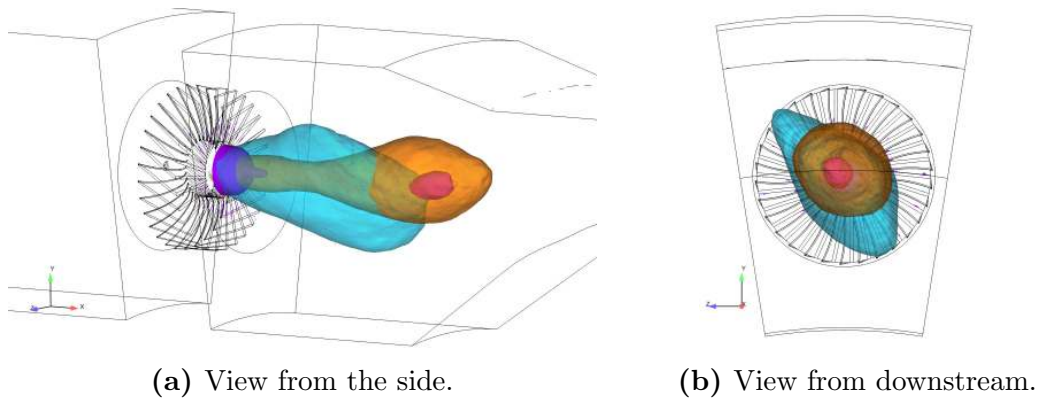 Y
Z
X
Y
Z
X
(a) View from the side.
(b) View from downstream.